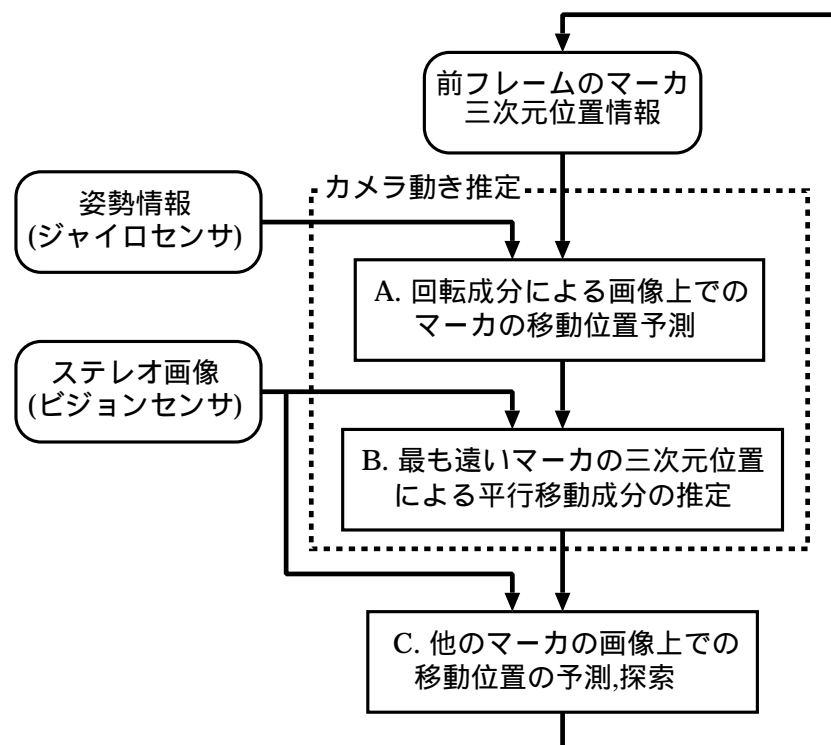 前フレームのマーカ
三次元位置情報
カメラ動き推定
姿勢情報
(ジャイロセンサ)
A. 回転成分による画像上での
マーカの移動位置予測
ステレオ画像
(ビジョンセンサ)
B. 最も遠いマーカの三次元位置
による平行移動成分の推定
C. 他のマーカの画像上での
移動位置の予測,探索